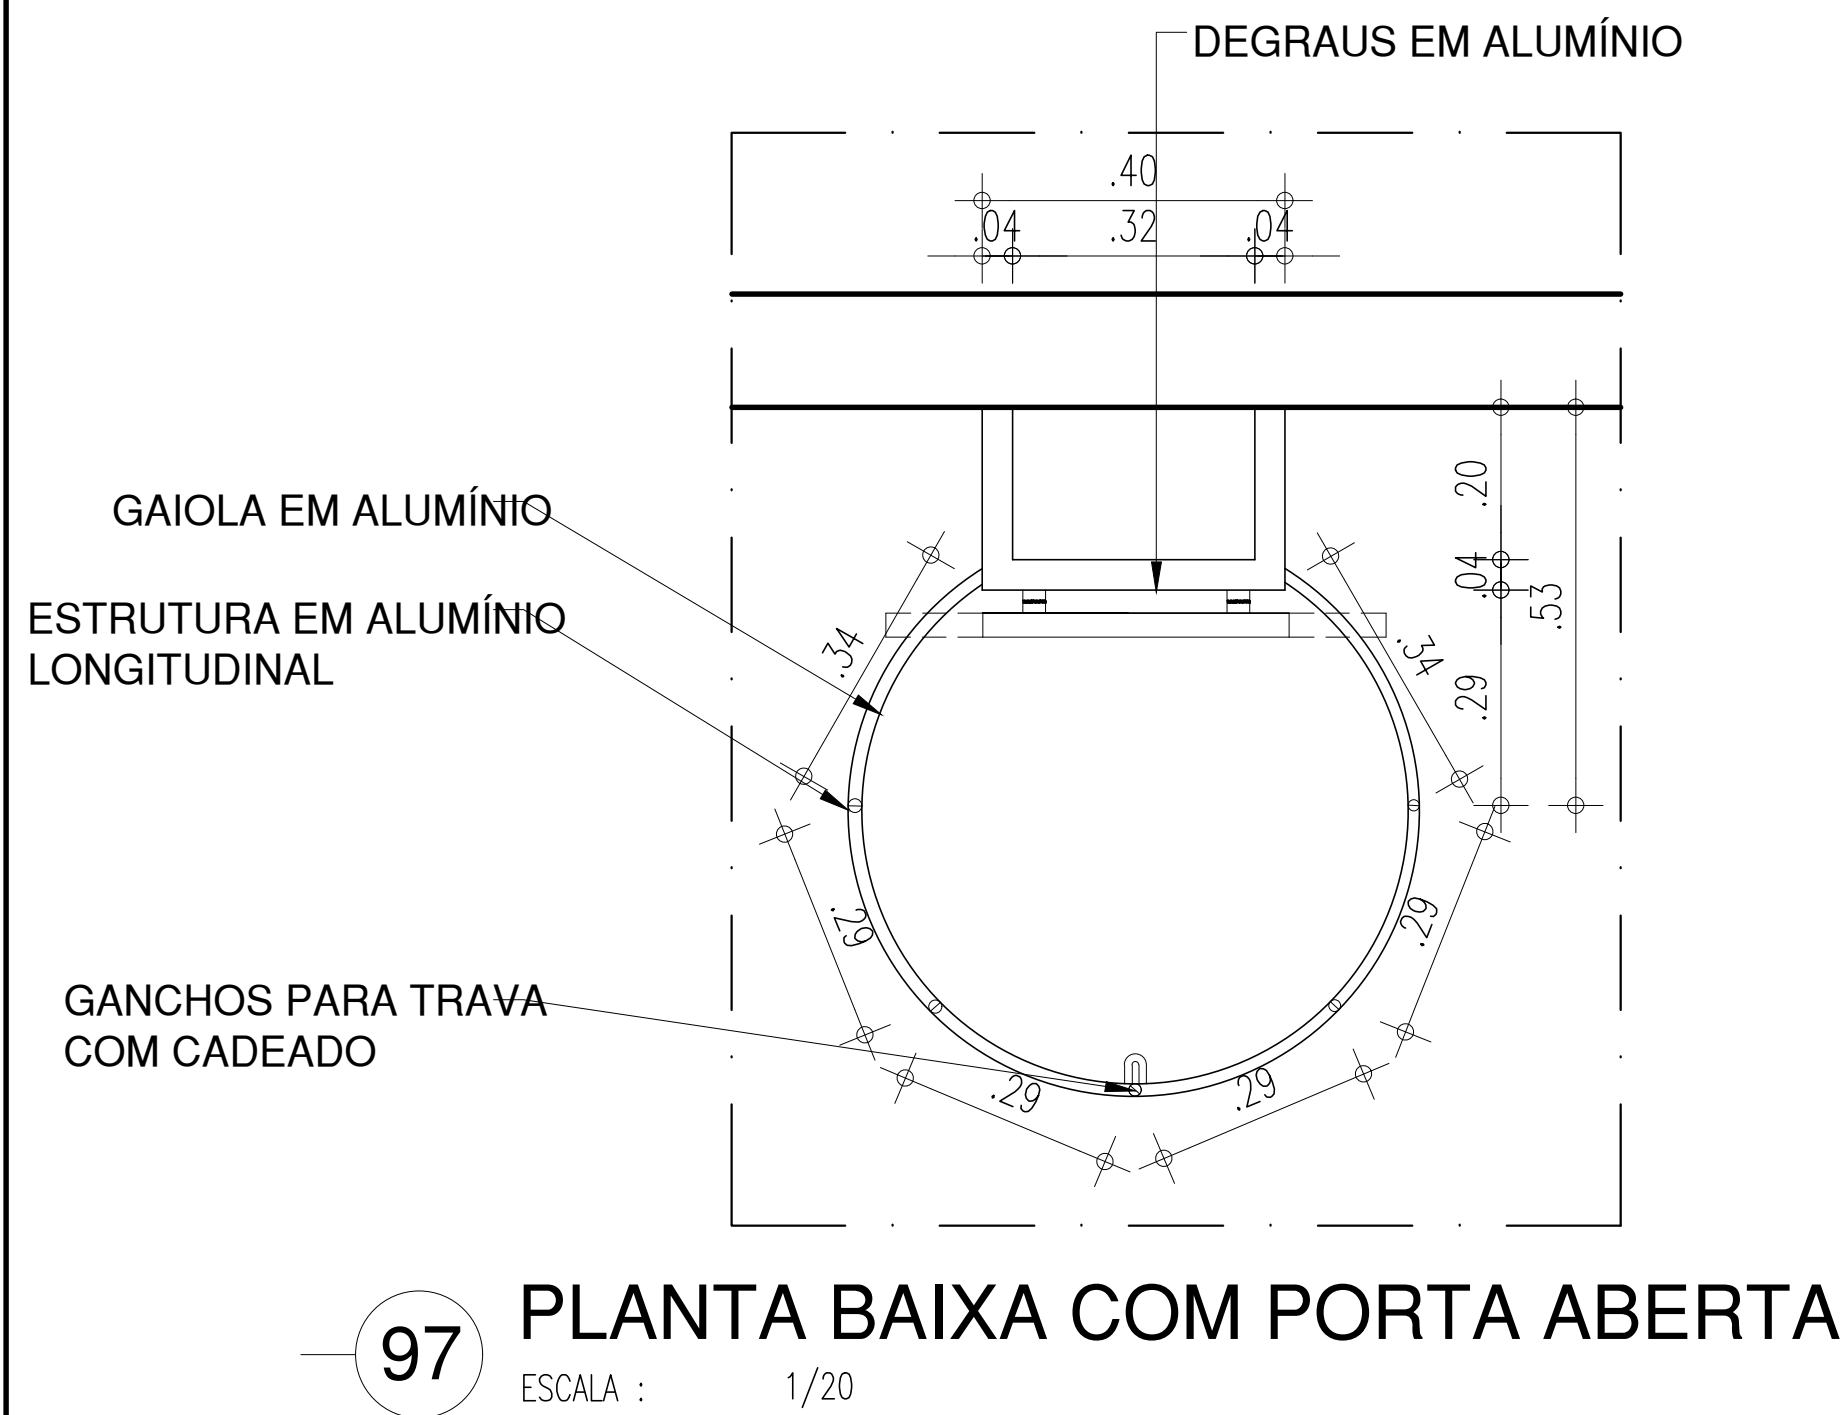 DEGRAUS EM ALUMÍNIO
.40
.04
.32
.04
.20
.04
.53
.29
GAIOLA EM ALUMÍNIO
ESTRUTURA EM ALUMÍNIO
LONGITUDINAL
.34
.34
.29
.29
GANCHOS PARA TRAVA
COM CADEADO
.29
.29
97
PLANTA BAIXA COM PORTA ABERTA
ESCALA : 1/20